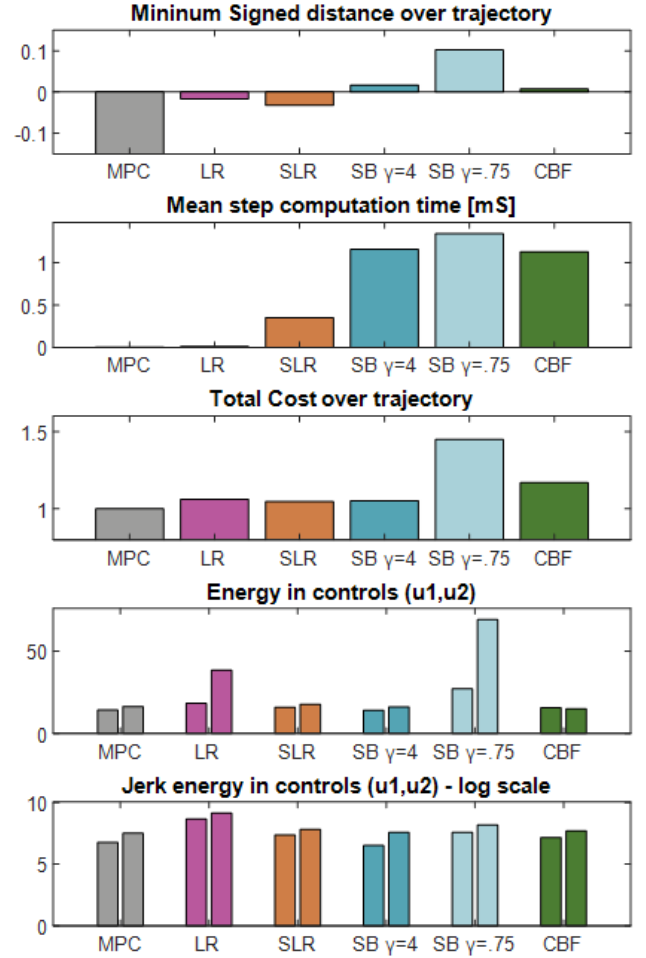 Mininum Signed distance over trajectory
0.1
0
-0.1
MPC LR SLR SB γ=4 SB γ=.75 CBF
Mean step computation time [mS]
1
0.5
0
MPC LR SLR SB γ=4 SB γ=.75 CBF
Total Cost over trajectory
1.5
1
MPC LR SLR SB γ=4 SB γ=.75 CBF
Energy in controls (u1,u2)
50
0
MPC LR SLR SB γ=4 SB γ=.75 CBF
Jerk energy in controls (u1,u2) - log scale
10
5
0
MPC LR SLR SB γ=4 SB γ=.75 CBF